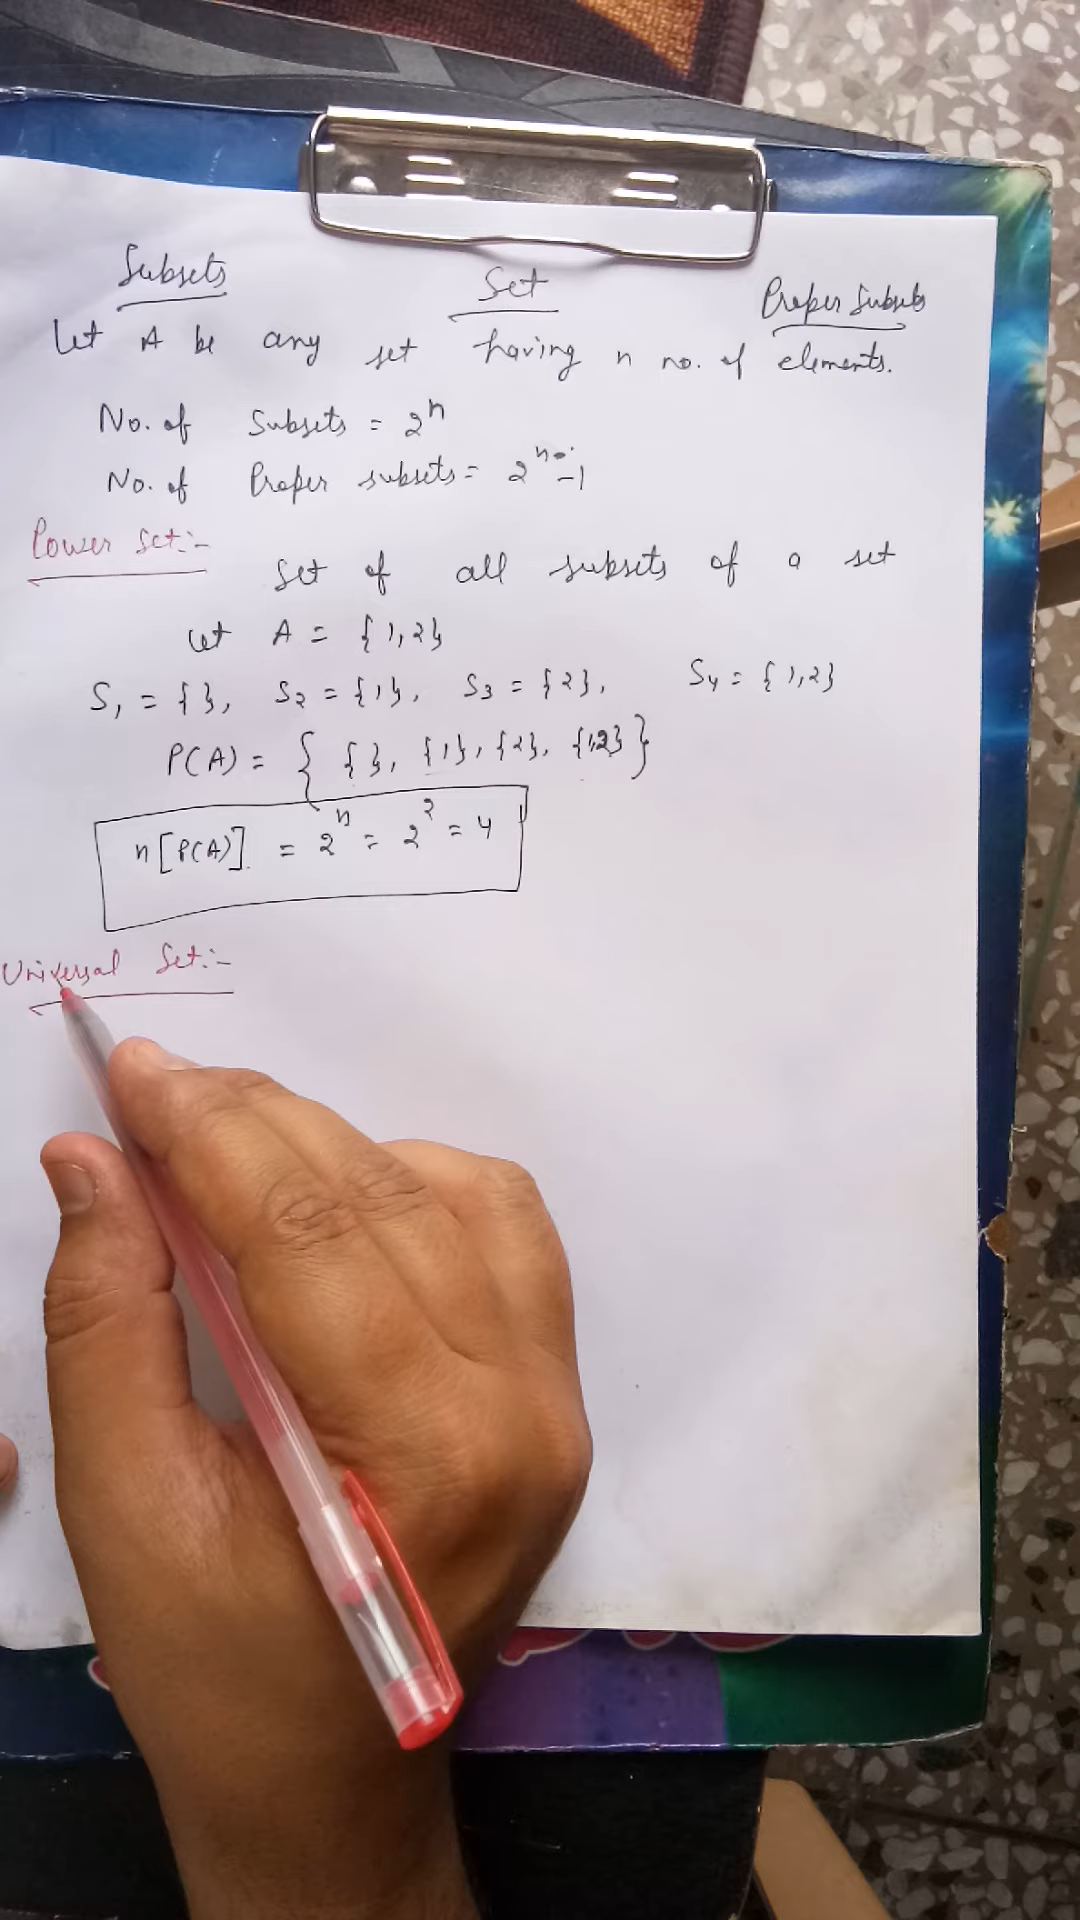 Subsets Set Proper Subsets
Let A be any set having n no. of elements.
No. of Subsets = 2ⁿ
No. of Proper subsets = 2ⁿ - 1
Power Set:-
Set of all subsets of a set
Let A = {1,2}
S₁ = { }, S₂ = {1}, S₃ = {2}, S₄ = {1,2}
P(A) = { { }, {1}, {2}, {1,2} }
n[P(A)] = 2ⁿ = 2² = 4
Universal Set:-